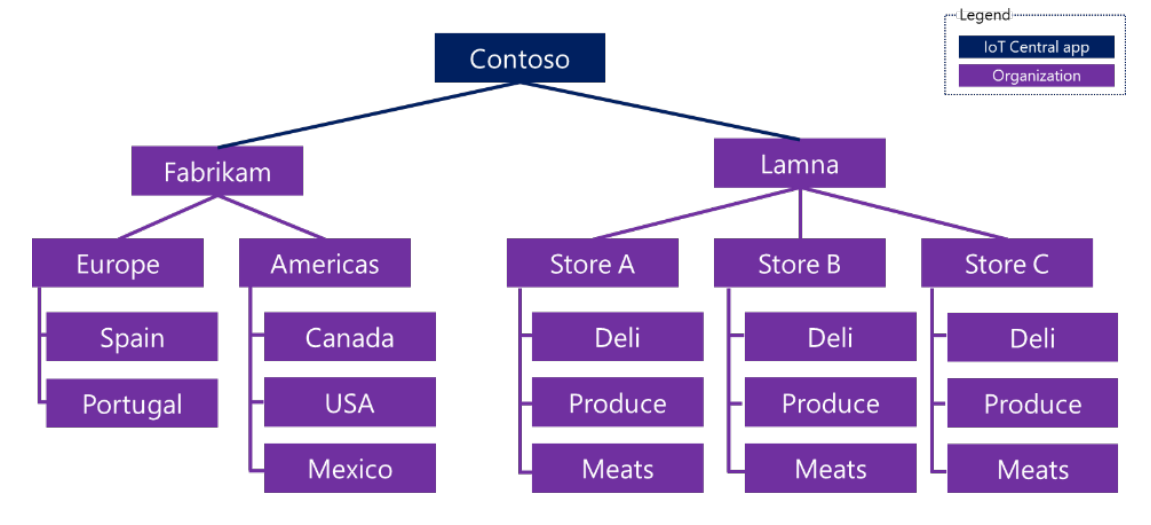 Legend
IoT Central app
Organization
Contoso
Fabrikam
Lamna
Europe
Americas
Store A
Store B
Store C
Spain
Portugal
Canada
USA
Mexico
Deli
Produce
Meats
Deli
Produce
Meats
Deli
Produce
Meats